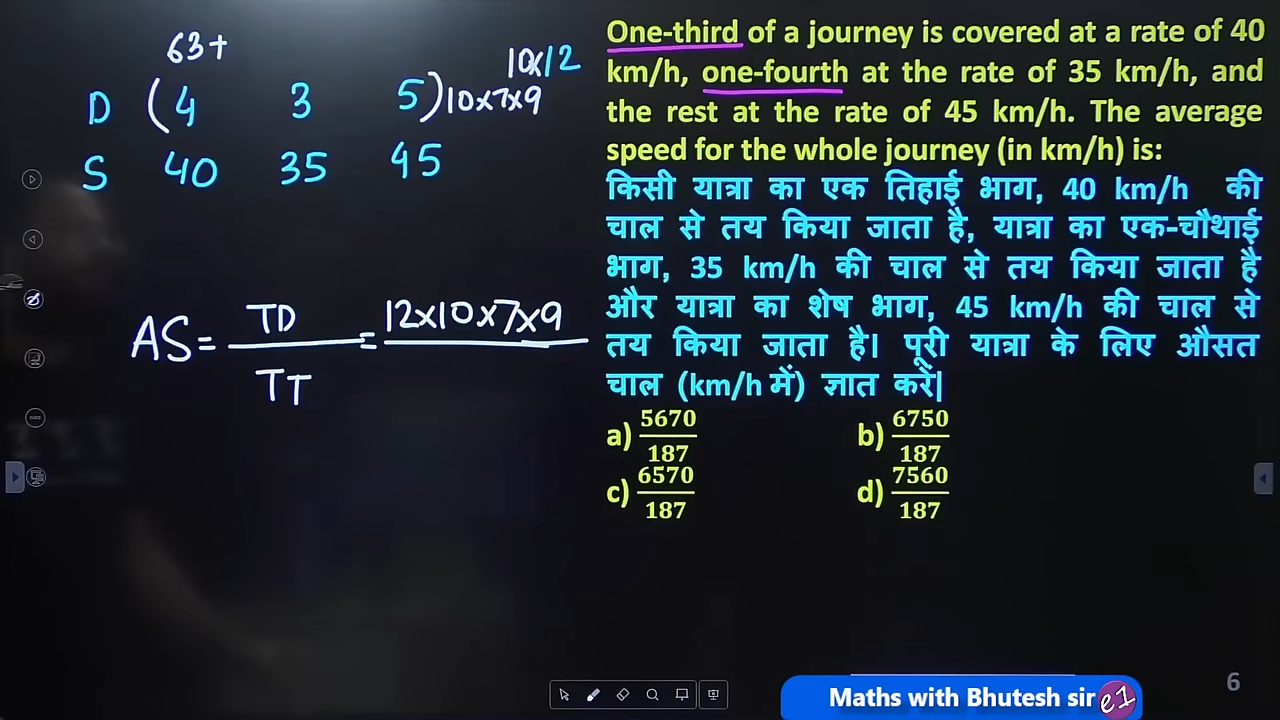 63+
10x12
D (4 3 5)10x7x9
S 40 35 45
AS= TD = 12x10x7x9
TT
One-third of a journey is covered at a rate of 40
km/h, one-fourth at the rate of 35 km/h, and
the rest at the rate of 45 km/h. The average
speed for the whole journey (in km/h) is:
किसी यात्रा का एक तिहाई भाग, 40 km/h की
चाल से तय किया जाता है, यात्रा का एक-चौथाई
भाग, 35 km/h की चाल से तय किया जाता है
और यात्रा का शेष भाग, 45 km/h की चाल से
तय किया जाता है। पूरी यात्रा के लिए औसत
चाल (km/h में) ज्ञात करें|
a) 5670/187 b) 6750/187
c) 6570/187 d) 7560/187
Maths with Bhutesh sir e1
6